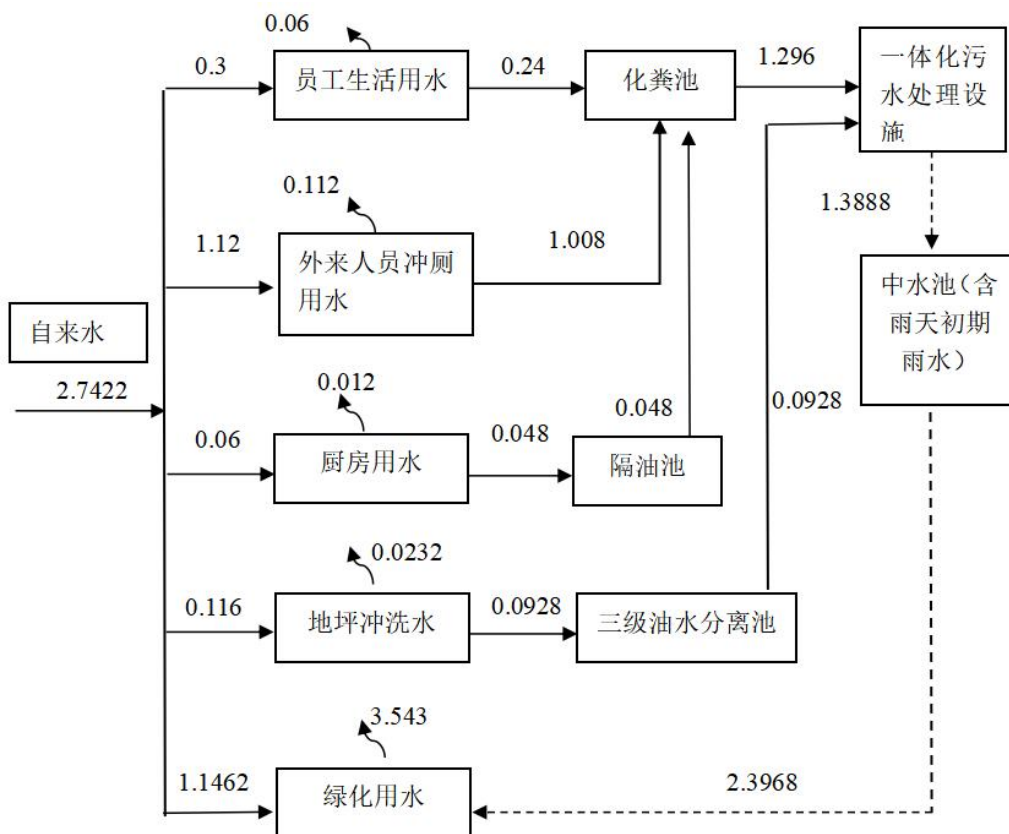 0.06
0.3
员工生活用水
0.24
化粪池
1.296
一体化污
水处理设
施
0.112
1.3888
1.12
外来人员冲厕
用水
1.008
中水池（含
雨天初期
雨水）
自来水
2.7422
0.012
0.048
0.0928
0.06
厨房用水
0.048
隔油池
0.0232
0.116
地坪冲洗水
0.0928
三级油水分离池
3.543
1.1462
绿化用水
2.3968